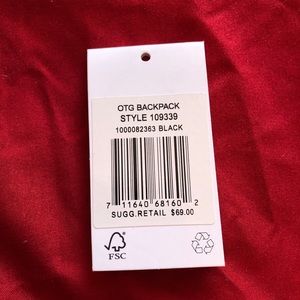 OTG BACKPACK
STYLE 109339
1000082363 BLACK
7 11640 68160 2
SUGG.RETAIL $69.00
FSC